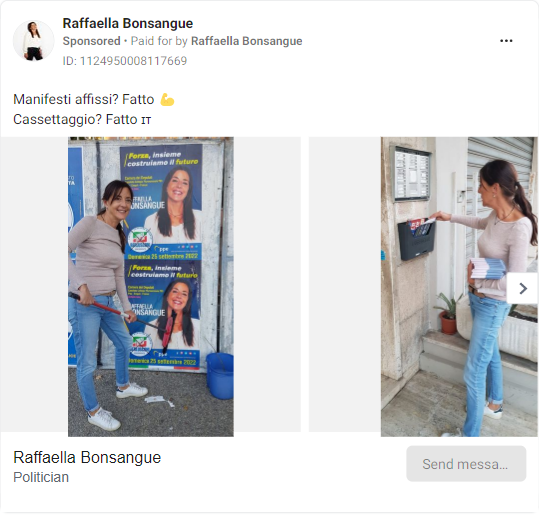 Raffaella Bonsangue
Sponsored • Paid for by Raffaella Bonsangue
ID: 1124950008117669
Manifesti affissi? Fatto 💪
Cassettaggio? Fatto ɪᴛ
Forza, insieme
costruiamo il futuro
RAFFAELLA
BONSANGUE
ppe
Domenica 25 settembre 2022
Forza, insieme
costruiamo il futuro
RAFFAELLA
BONSANGUE
Domenica 25 settembre 2022
Raffaella Bonsangue
Politician
Send messa...